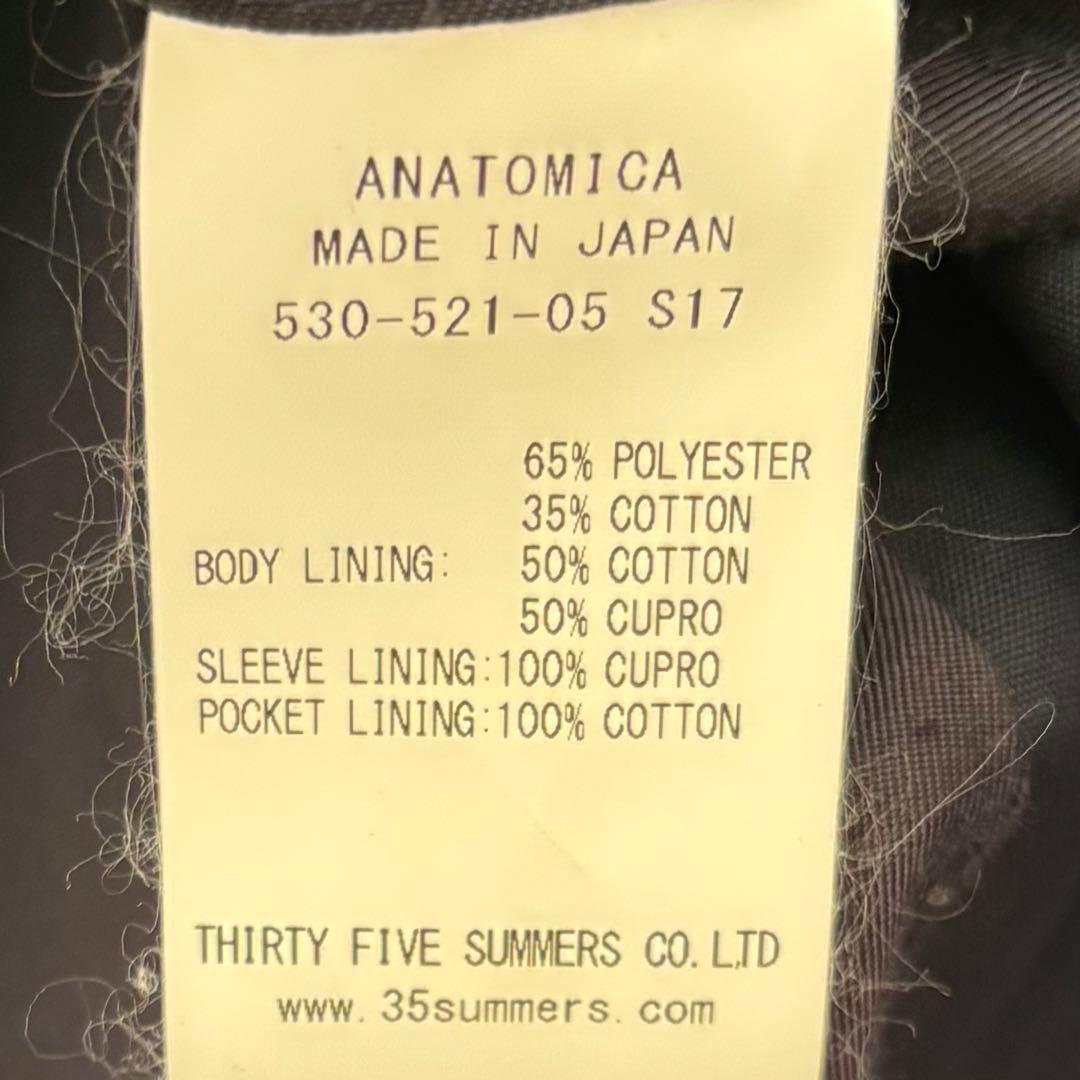 ANATOMICA
MADE IN JAPAN
530-521-05 S17
65% POLYESTER
35% COTTON
BODY LINING: 50% COTTON
50% CUPRO
SLEEVE LINING:100% CUPRO
POCKET LINING:100% COTTON
THIRTY FIVE SUMMERS CO.LTD
www.35summers.com